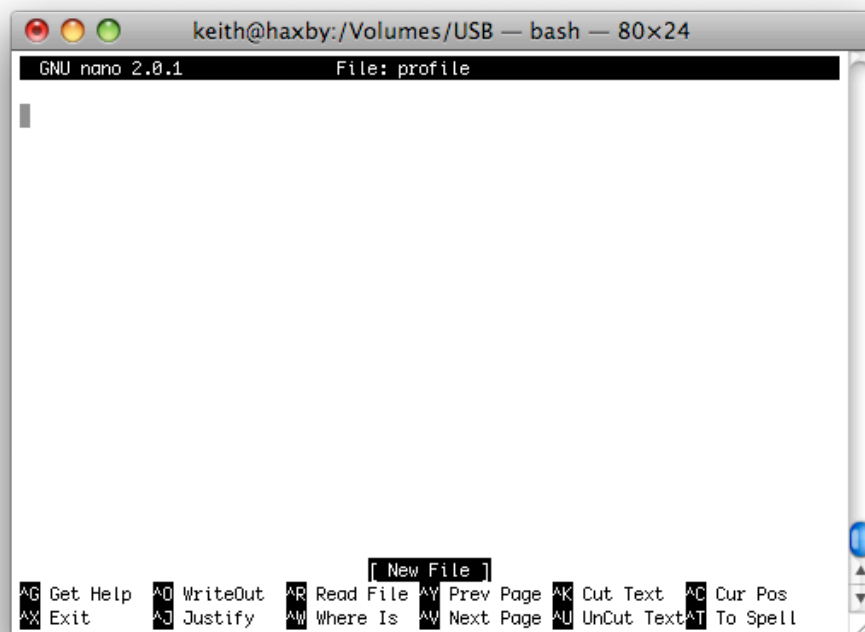 keith@haxby:/Volumes/USB — bash — 80×24
GNU nano 2.0.1 File: profile
[ New File ]
^G Get Help ^O WriteOut ^R Read File ^Y Prev Page ^K Cut Text ^C Cur Pos
^X Exit ^J Justify ^W Where Is ^V Next Page ^U UnCut Text^T To Spell